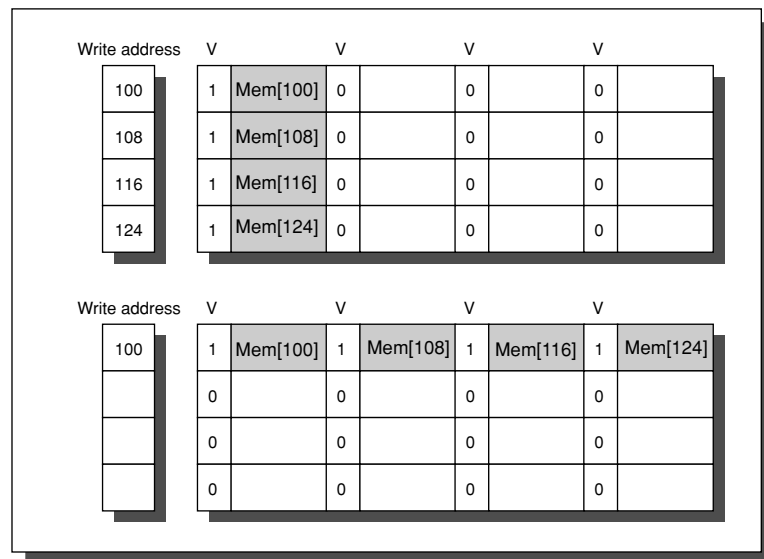 Write address V V V V
100 1 Mem[100] 0 0 0
108 1 Mem[108] 0 0 0
116 1 Mem[116] 0 0 0
124 1 Mem[124] 0 0 0
Write address V V V V
100 1 Mem[100] 1 Mem[108] 1 Mem[116] 1 Mem[124]
0 0 0 0
0 0 0 0
0 0 0 0